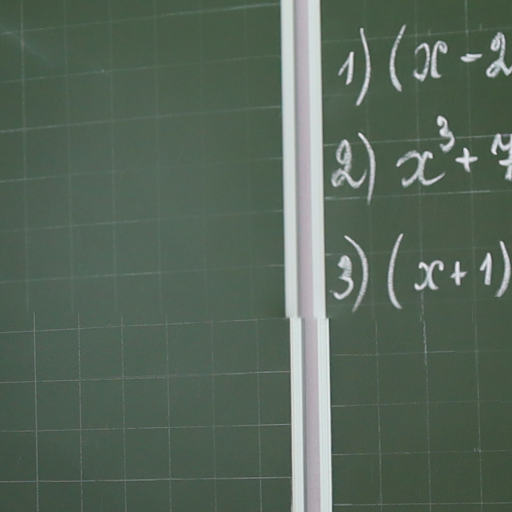 1) (x - 2
2) x³ + 7
3) (x + 1)